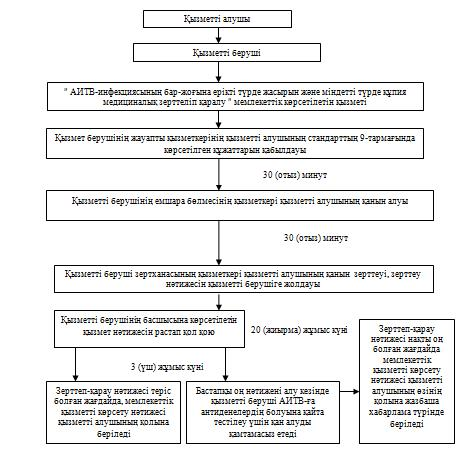 Қызметті алушы
Қызметті беруші
" АИТВ-инфекциясының бар-жоғына ерікті түрде жасырын және міндетті түрде құпия
медициналық зерттеліп қаралу " мемлекеттік көрсетілетін қызметі
Қызмет берушінің жауапты қызметкерінің қызметті алушының стандарттың 9-тармағында
көрсетілген құжаттарын қабылдауы
30 (отыз) минут
Қызметті берушінің емшара бөлмесінің қызметкері қызметті алушының қанын алуы
30 (отыз) минут
Қызметті беруші зертханасының қызметкері қызметті алушының қанын зерттеуі, зерттеу
нәтижесін қызметті берушіге жолдауы
Қызметті берушінің басшысына көрсетілетін
қызмет нәтижесін растап қол қою
20 (жиырма) жұмыс күні
3 (үш) жұмыс күні
Зерттеп-қарау нәтижесі теріс
болған жағдайда, мемлекеттік
қызметті көрсету нәтижесі
қызметті алушының қолына
беріледі
Бастапқы оң нәтижені алу кезінде
қызметті беруші АИТВ-ға
антиденелердің болуына қайта
тестілеу үшін қан алуды
қамтамасыз етеді
Зерттеп-қарау
нәтижесі нақты оң
болған жағдайда
мемлекеттік
қызметті көрсету
нәтижесі қызметті
алушының өзінің
қолына жазбаша
хабарлама түрінде
беріледі